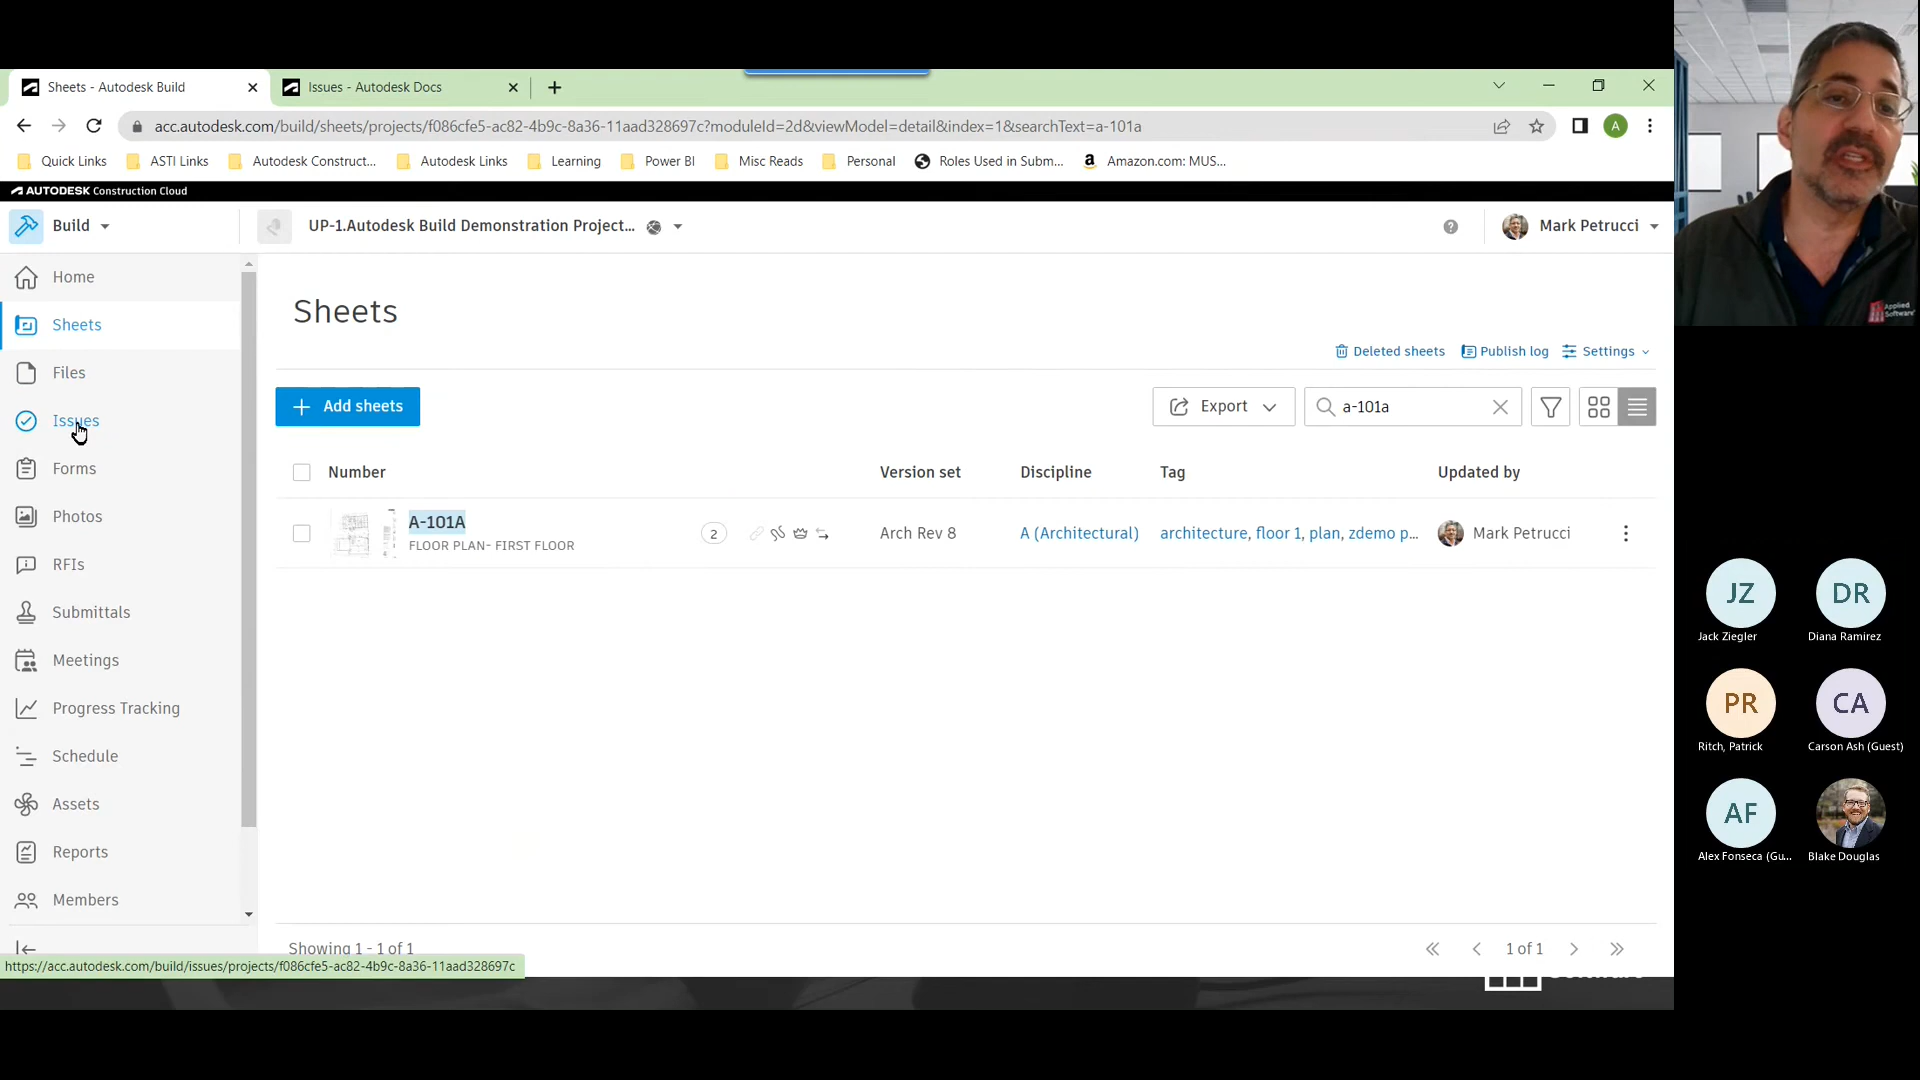 Sheets - Autodesk Build
Issues - Autodesk Docs
acc.autodesk.com/build/sheets/projects/f086cfe5-ac82-4b9c-8a36-11aad328697c?moduleId=2d&viewModel=detail&index=1&searchText=a-101a
A
Quick Links
ASTI Links
Autodesk Construct...
Autodesk Links
Learning
Power BI
Misc Reads
Personal
Roles Used in Subm...
Amazon.com: MUS...
AUTODESK Construction Cloud
Build
UP-1.Autodesk Build Demonstration Project...
Mark Petrucci
Home
Sheets
Files
Issues
Forms
Photos
RFIs
Submittals
Meetings
Progress Tracking
Schedule
Assets
Reports
Members
Sheets
Deleted sheets
Publish log
Settings
Add sheets
Export
a-101a
Number
Version set
Discipline
Tag
Updated by
A-101A
FLOOR PLAN- FIRST FLOOR
2
Arch Rev 8
A (Architectural)
architecture, floor 1, plan, zdemo p...
Mark Petrucci
Showing 1 - 1 of 1
1 of 1
https://acc.autodesk.com/build/issues/projects/f086cfe5-ac82-4b9c-8a36-11aad328697c
Applied
Software
JZ
Jack Ziegler
DR
Diana Ramirez
PR
Ritch, Patrick
CA
Carson Ash (Guest)
AF
Alex Fonseca (Gu...
Blake Douglas